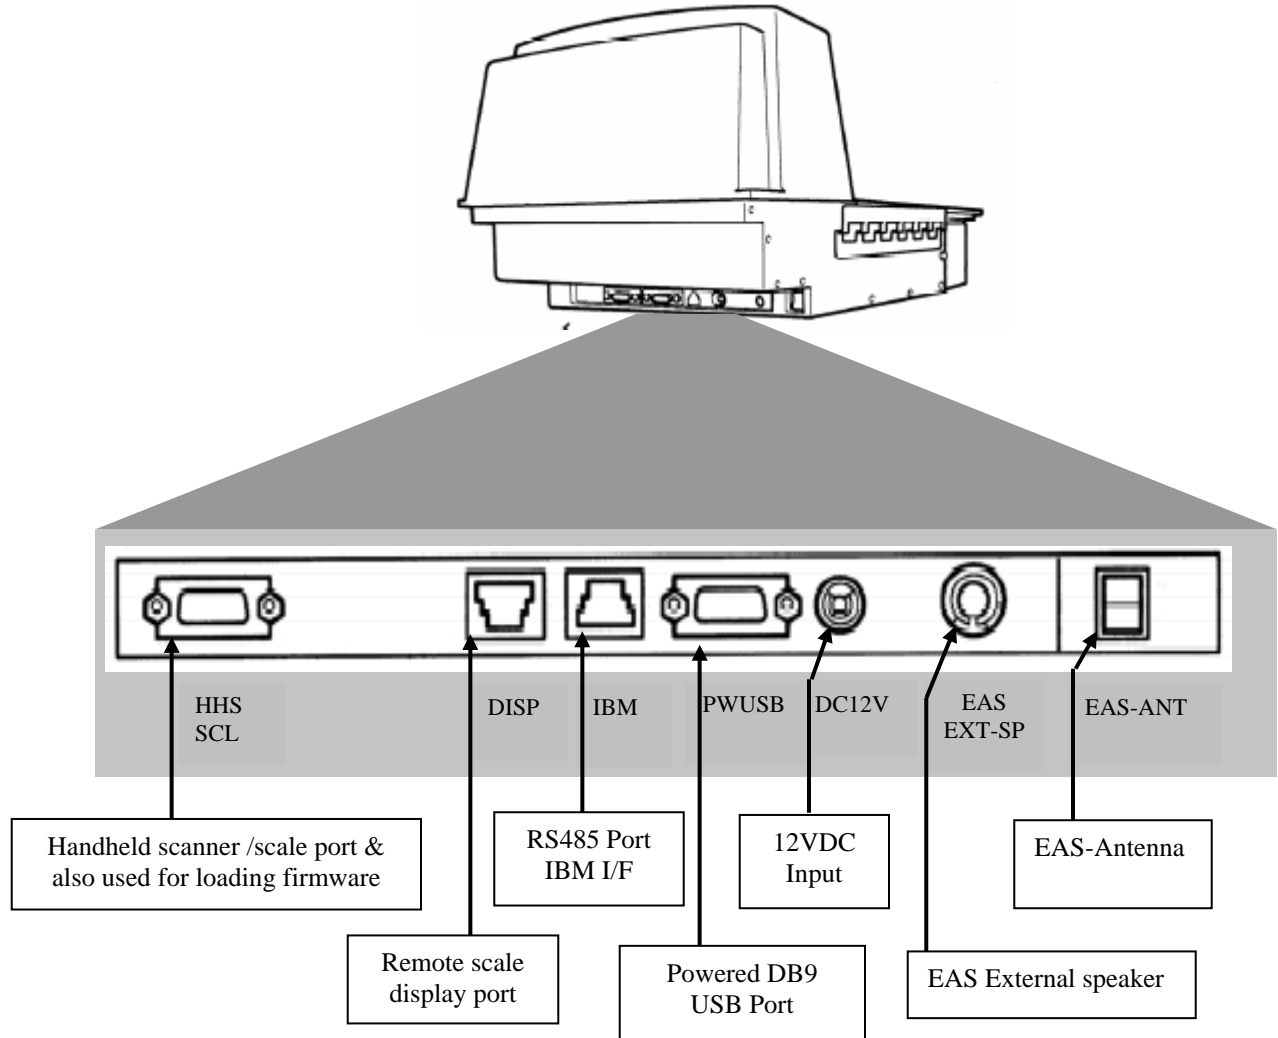 HHS
SCL
DISP
IBM
PWUSB
DC12V
EAS
EXT-SP
EAS-ANT
Handheld scanner /scale port &
also used for loading firmware
RS485 Port
IBM I/F
12VDC
Input
EAS-Antenna
Remote scale
display port
Powered DB9
USB Port
EAS External speaker